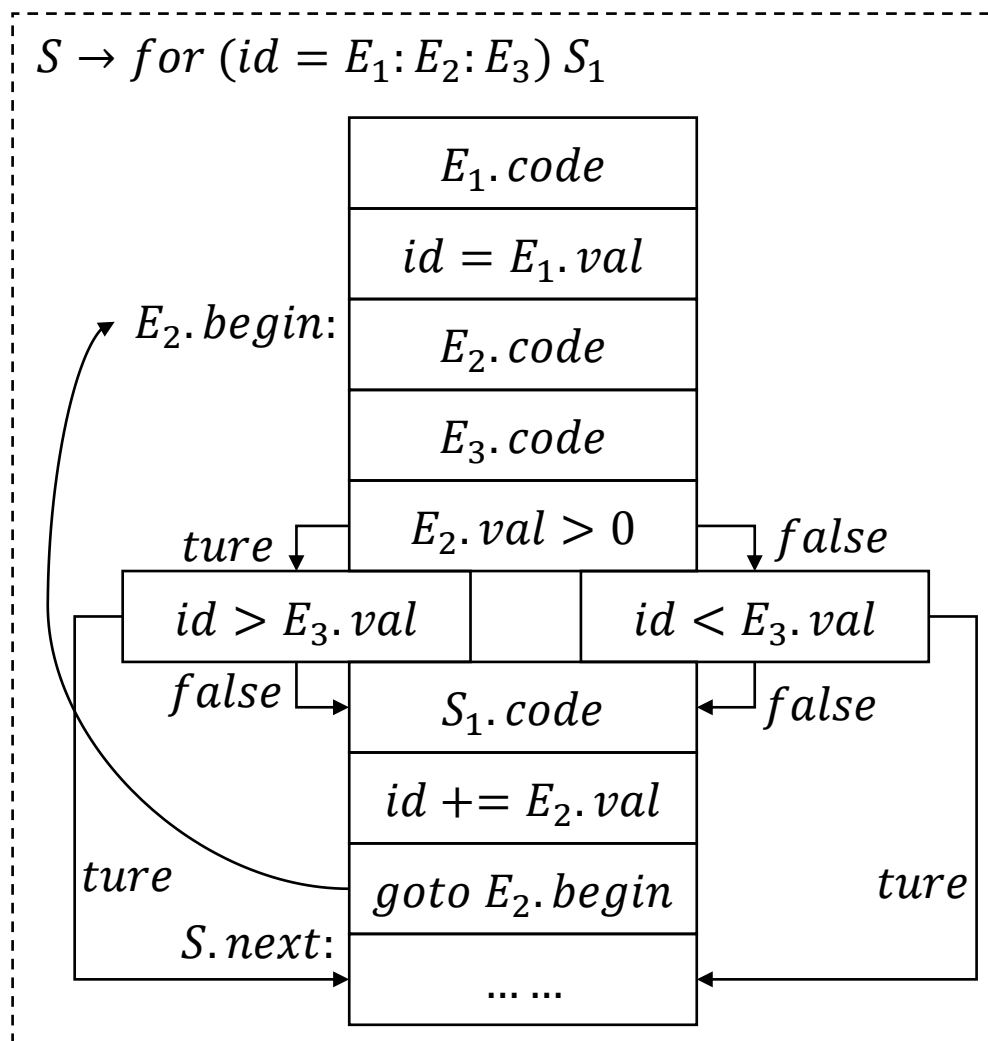 S → for (id = E₁: E₂: E₃) S₁
E₁. code
id = E₁. val
E₂. begin:
E₂. code
E₃. code
E₂. val > 0
ture
false
id > E₃. val
id < E₃. val
false
S₁. code
false
id += E₂. val
ture
goto E₂. begin
ture
S. next:
... ...